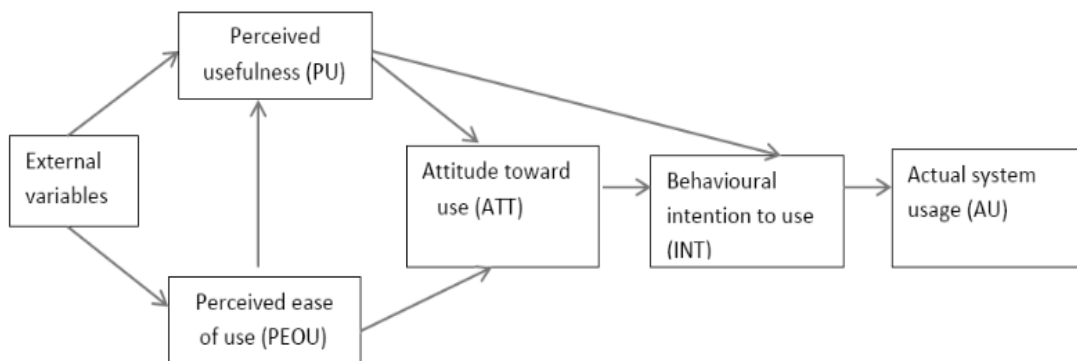 Perceived
usefulness (PU)
External
variables
Attitude toward
use (ATT)
Behavioural
intention to use
(INT)
Actual system
usage (AU)
Perceived ease
of use (PEOU)